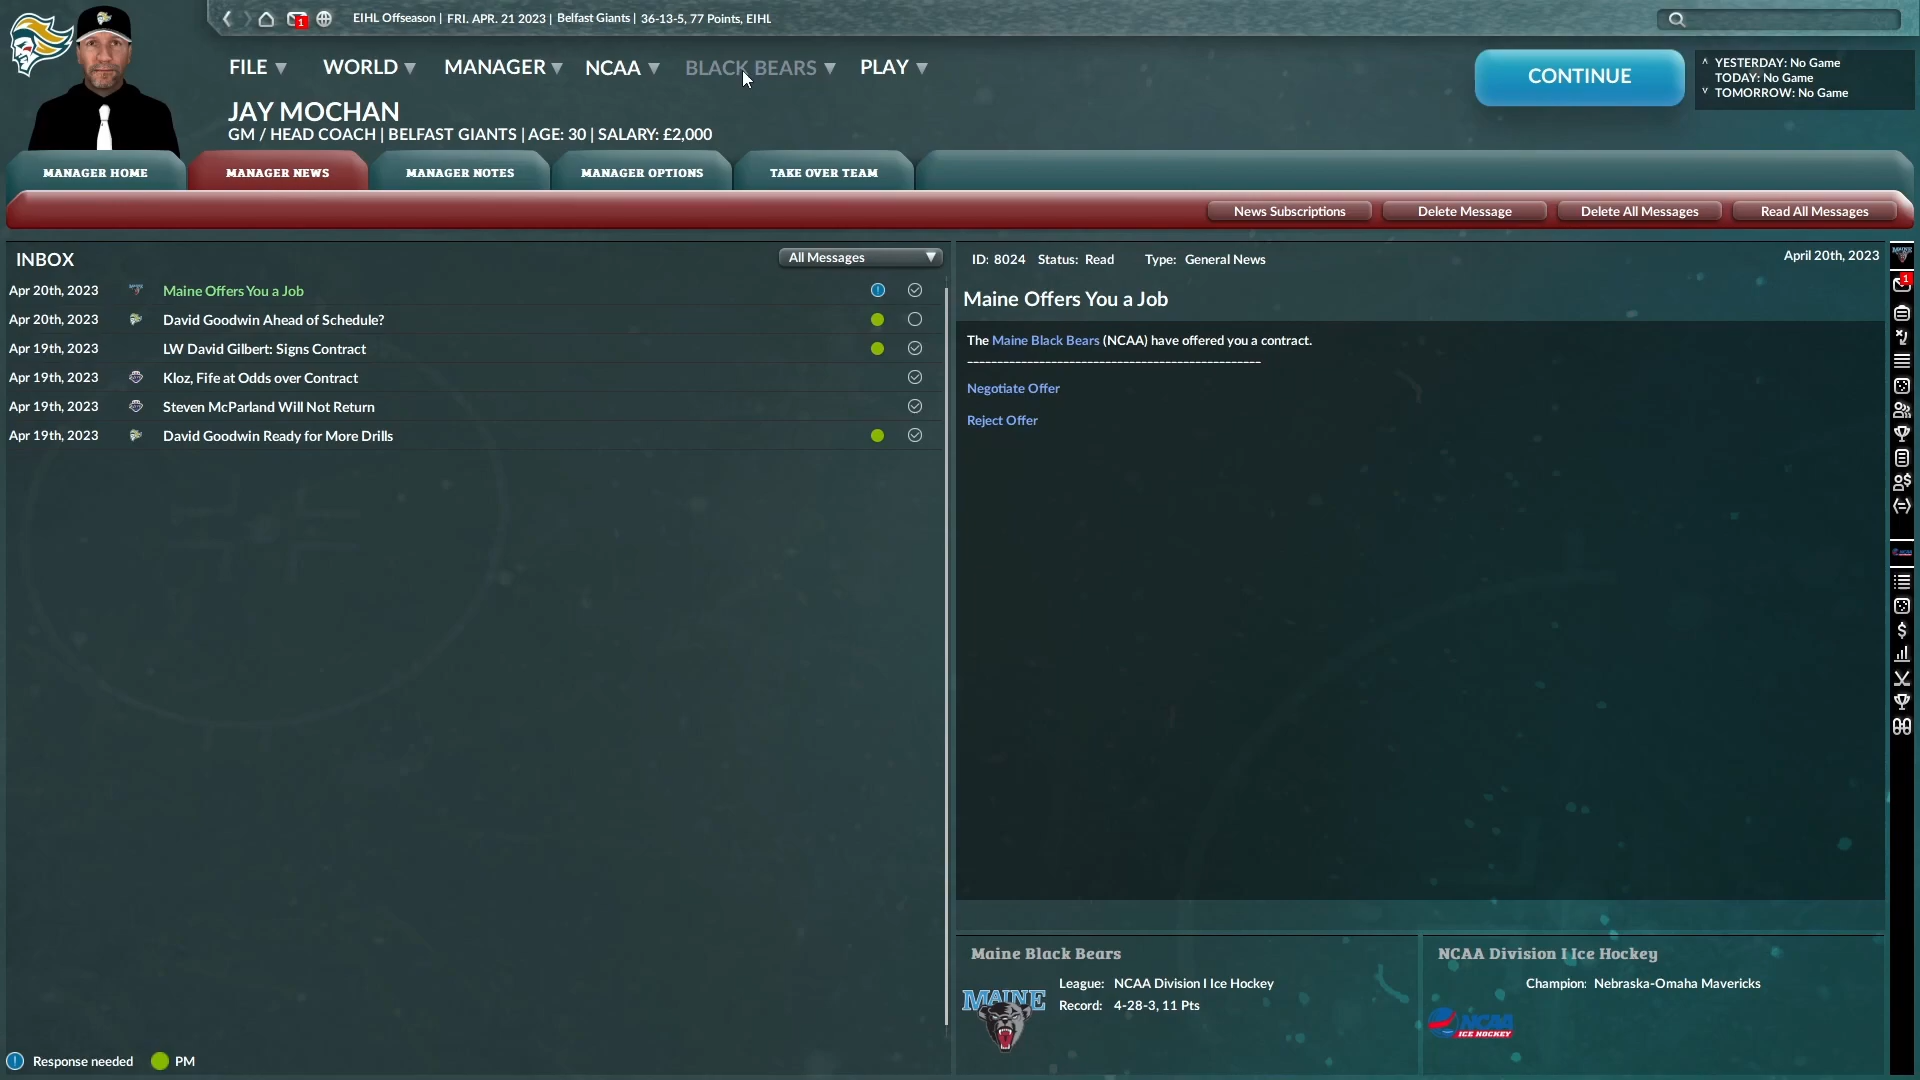 EIHL Offseason | FRI. APR. 21 2023 | Belfast Giants | 36-13-5, 77 Points, EIHL
1
FILE WORLD MANAGER NCAA BLACK BEARS PLAY
CONTINUE
YESTERDAY: No Game
TODAY: No Game
TOMORROW: No Game
JAY MOCHAN
GM / HEAD COACH | BELFAST GIANTS | AGE: 30 | SALARY: £2,000
MANAGER HOME MANAGER NEWS MANAGER NOTES MANAGER OPTIONS TAKE OVER TEAM
News Subscriptions Delete Message Delete All Messages Read All Messages
INBOX All Messages
Apr 20th, 2023 Maine Offers You a Job
Apr 20th, 2023 David Goodwin Ahead of Schedule?
Apr 19th, 2023 LW David Gilbert: Signs Contract
Apr 19th, 2023 Kloz, Fife at Odds over Contract
Apr 19th, 2023 Steven McParland Will Not Return
Apr 19th, 2023 David Goodwin Ready for More Drills
Response needed PM
ID: 8024 Status: Read Type: General News April 20th, 2023
Maine Offers You a Job
The Maine Black Bears (NCAA) have offered you a contract.
Negotiate Offer
Reject Offer
Maine Black Bears
League: NCAA Division I Ice Hockey
Record: 4-28-3, 11 Pts
MAINE
NCAA Division I Ice Hockey
Champion: Nebraska-Omaha Mavericks
NCAA
ICE HOCKEY
1